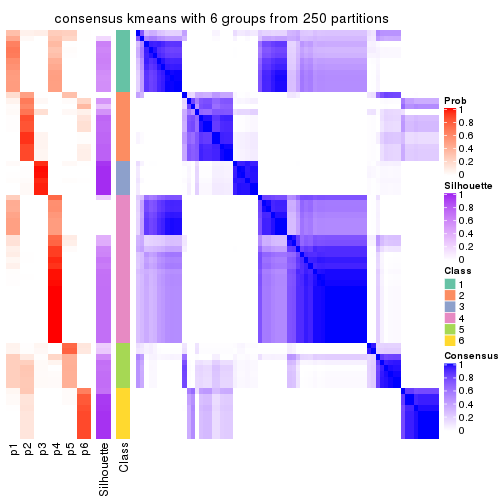 consensus kmeans with 6 groups from 250 partitions
Prob
1
0.8
0.6
0.4
0.2
0
Silhouette
1
0.8
0.6
0.4
0.2
0
Class
1
2
3
4
5
6
Consensus
1
0.8
0.6
0.4
0.2
0
p1
p2
p3
p4
p5
p6
Silhouette
Class